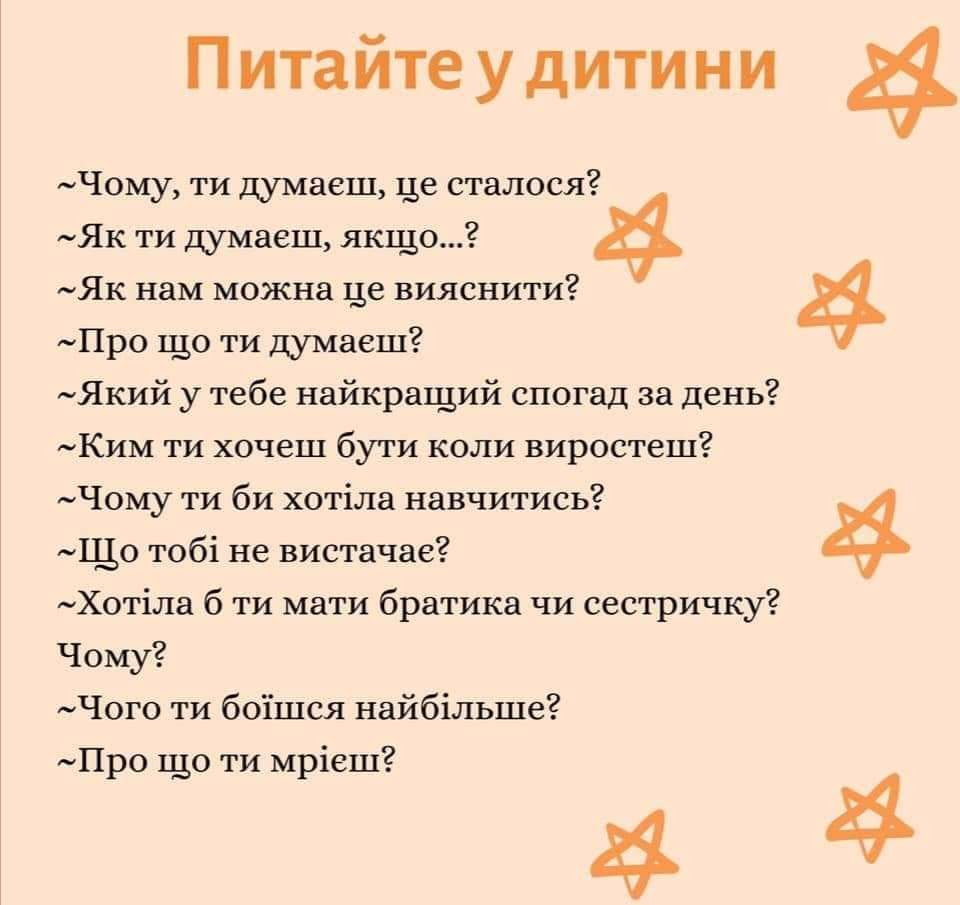 Питайте у дитини
~Чому, ти думаєш, це сталося?
~Як ти думаєш, якщо...?
~Як нам можна це вияснити?
~Про що ти думаєш?
~Який у тебе найкращий спогад за день?
~Ким ти хочеш бути коли виростеш?
~Чому ти би хотіла навчитись?
~Що тобі не вистачає?
~Хотіла б ти мати братика чи сестричку?
Чому?
~Чого ти боїшся найбільше?
~Про що ти мрієш?